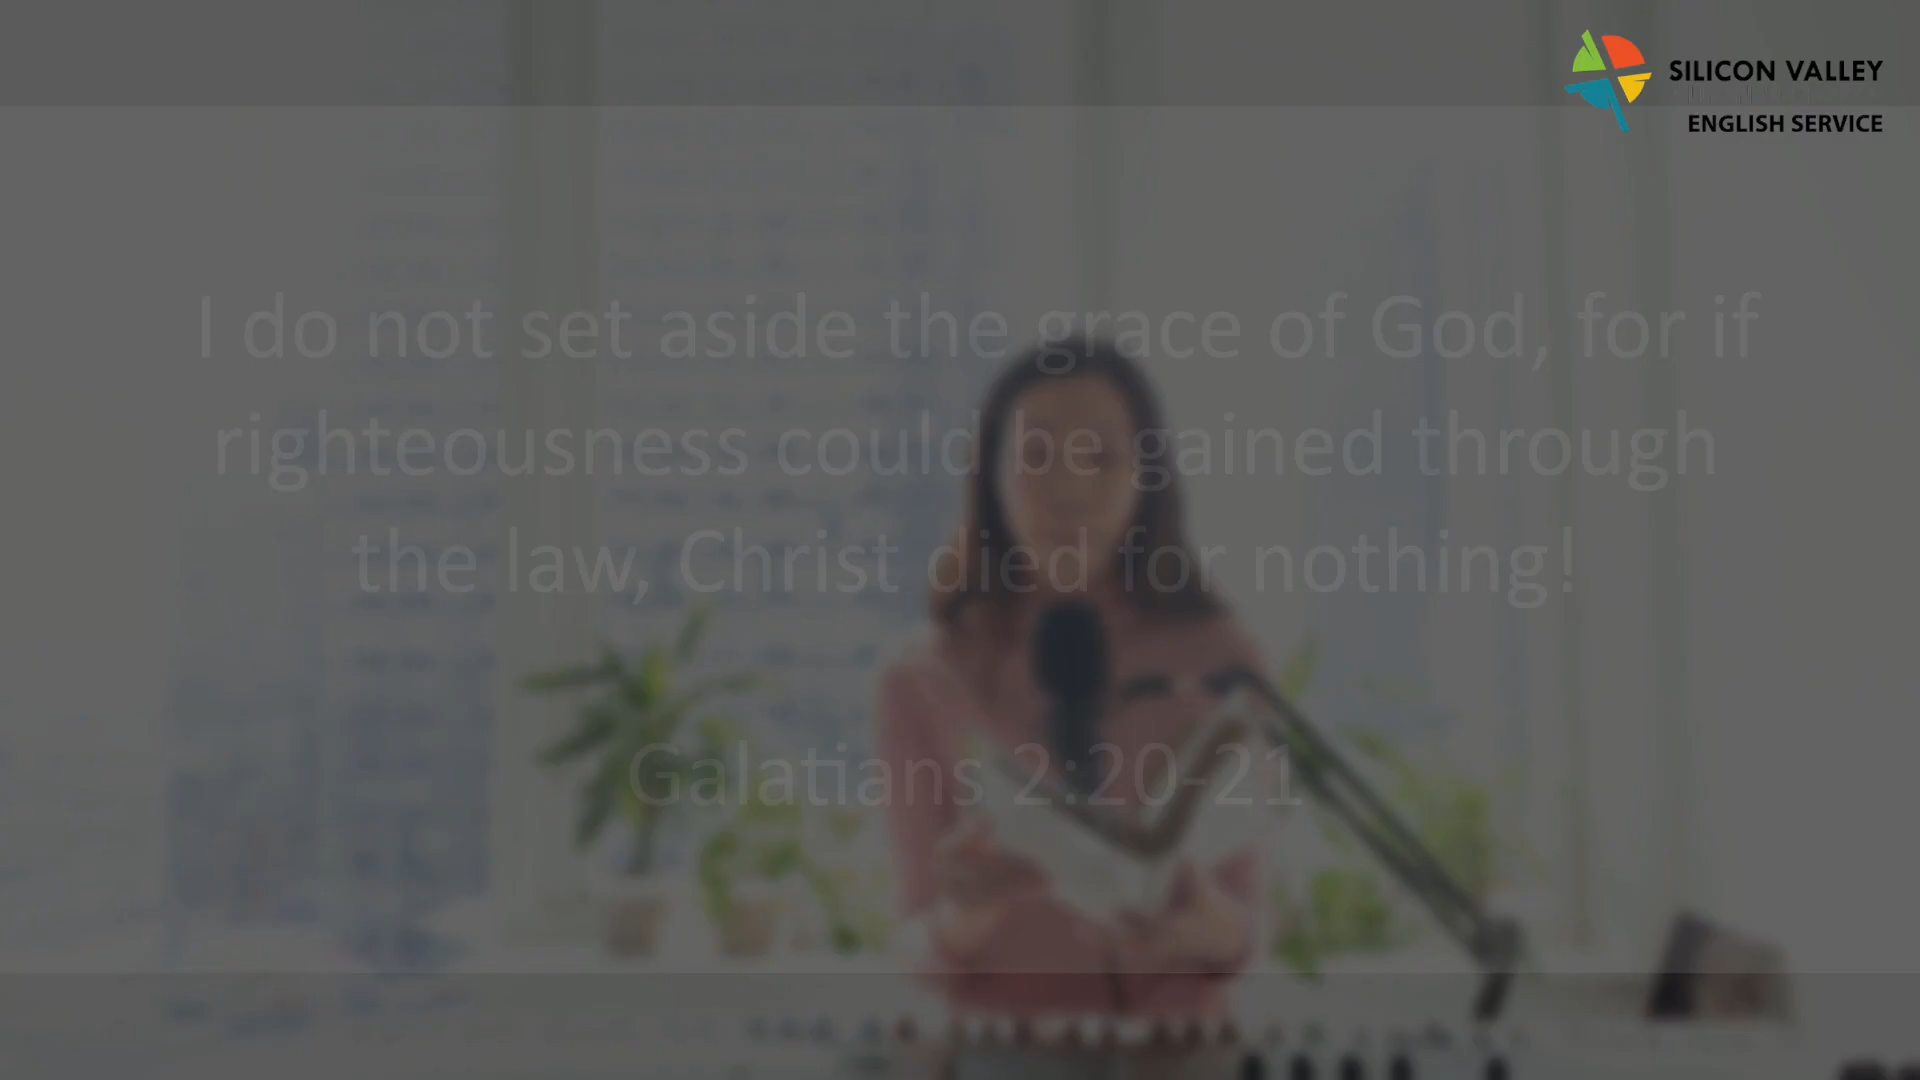 SILICON VALLEY
ENGLISH SERVICE
I do not set aside the grace of God, for if
righteousness could be gained through
the law, Christ died for nothing!
Galatians 2:20-21